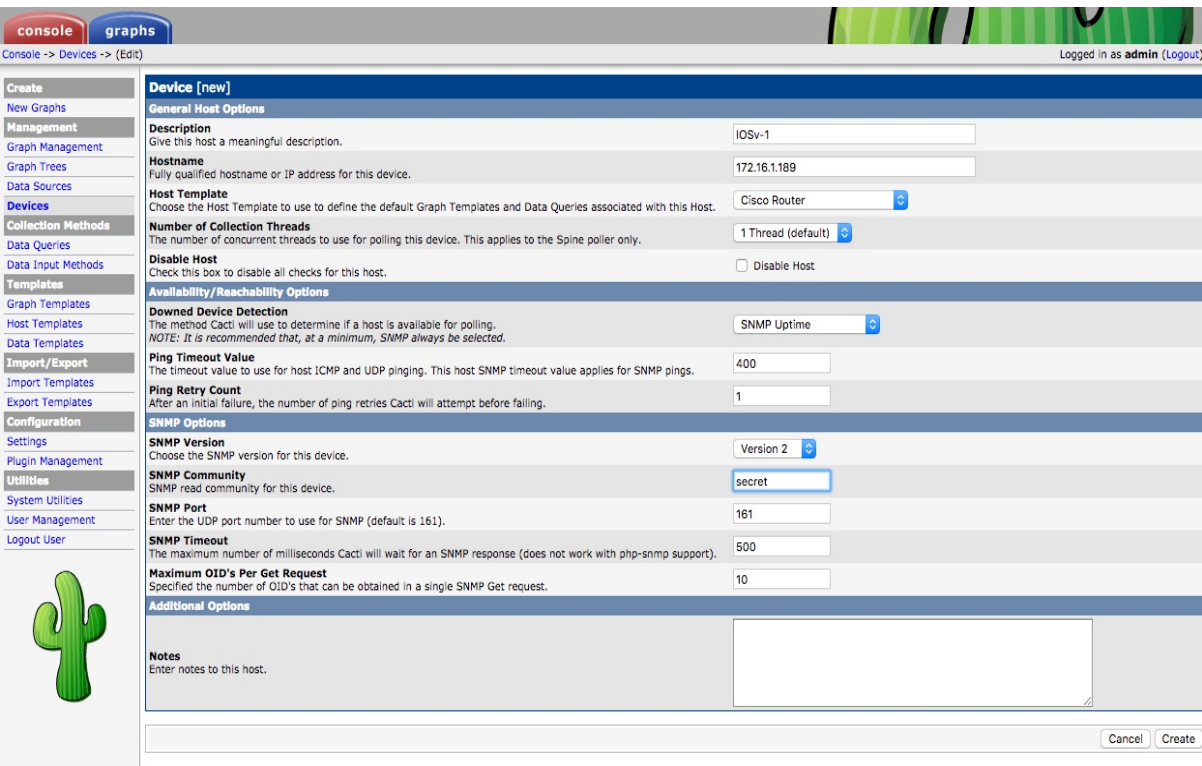 console
graphs
Console -> Devices -> (Edit)
Logged in as admin (Logout)
Create
New Graphs
Management
Graph Management
Graph Trees
Data Sources
Devices
Collection Methods
Data Queries
Data Input Methods
Templates
Graph Templates
Host Templates
Data Templates
Import/Export
Import Templates
Export Templates
Configuration
Settings
Plugin Management
Utilities
System Utilities
User Management
Logout User
Device [new]
General Host Options
Description
Give this host a meaningful description.
IOSv-1
Hostname
Fully qualified hostname or IP address for this device.
172.16.1.189
Host Template
Choose the Host Template to use to define the default Graph Templates and Data Queries associated with this Host.
Cisco Router
Number of Collection Threads
The number of concurrent threads to use for polling this device. This applies to the Spine poller only.
1 Thread (default)
Disable Host
Check this box to disable all checks for this host.
Disable Host
Availability/Reachability Options
Downed Device Detection
The method Cacti will use to determine if a host is available for polling.
NOTE: It is recommended that, at a minimum, SNMP always be selected.
SNMP Uptime
Ping Timeout Value
The timeout value to use for host ICMP and UDP pinging. This host SNMP timeout value applies for SNMP pings.
400
Ping Retry Count
After an initial failure, the number of ping retries Cacti will attempt before failing.
1
SNMP Options
SNMP Version
Choose the SNMP version for this device.
Version 2
SNMP Community
SNMP read community for this device.
secret
SNMP Port
Enter the UDP port number to use for SNMP (default is 161).
161
SNMP Timeout
The maximum number of milliseconds Cacti will wait for an SNMP response (does not work with php-snmp support).
500
Maximum OID's Per Get Request
Specified the number of OID's that can be obtained in a single SNMP Get request.
10
Additional Options
Notes
Enter notes to this host.
Cancel
Create